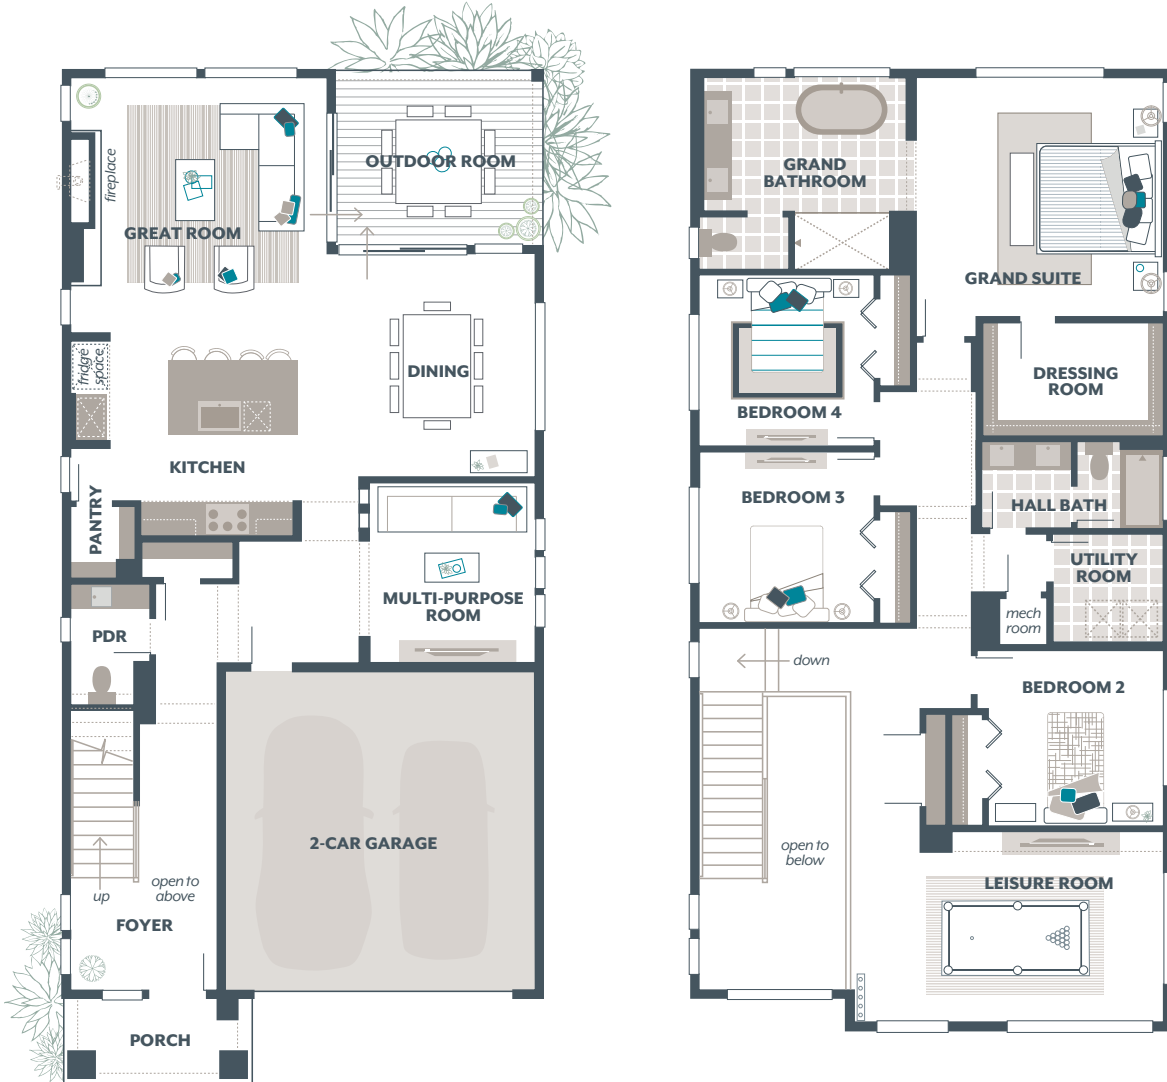 fireplace
OUTDOOR ROOM
GREAT ROOM
fridge
space
DINING
KITCHEN
PANTRY
MULTI-PURPOSE
ROOM
PDR
2-CAR GARAGE
up
open to
above
FOYER
PORCH
GRAND
BATHROOM
GRAND SUITE
DRESSING
ROOM
BEDROOM 4
BEDROOM 3
HALL BATH
UTILITY
ROOM
mech
room
down
BEDROOM 2
open to
below
LEISURE ROOM